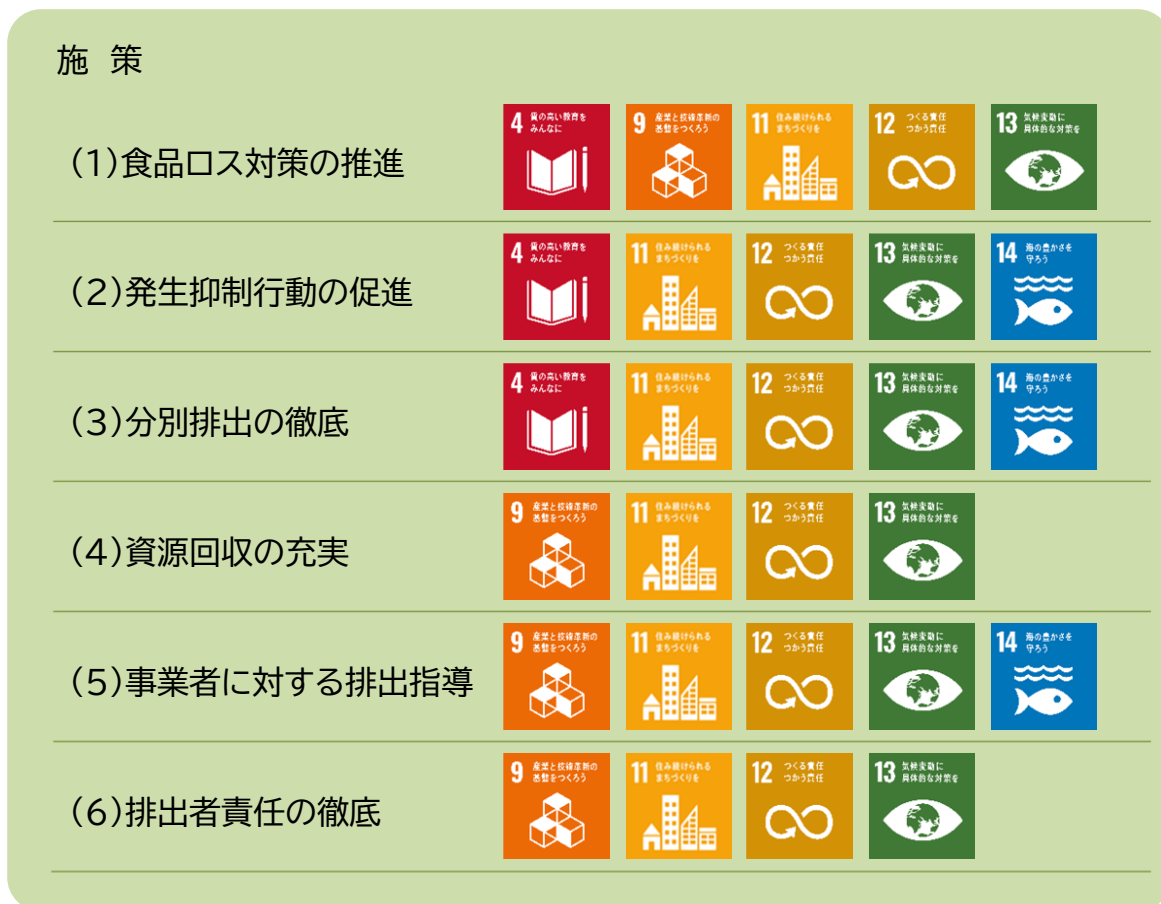 施 策
(1)食品ロス対策の推進
4 質の高い教育を
みんなに
9 産業と技術革新の
基盤をつくろう
11 住み続けられる
まちづくりを
12 つくる責任
つかう責任
13 気候変動に
具体的な対策を
(2)発生抑制行動の促進
4 質の高い教育を
みんなに
11 住み続けられる
まちづくりを
12 つくる責任
つかう責任
13 気候変動に
具体的な対策を
14 海の豊かさを
守ろう
(3)分別排出の徹底
4 質の高い教育を
みんなに
11 住み続けられる
まちづくりを
12 つくる責任
つかう責任
13 気候変動に
具体的な対策を
14 海の豊かさを
守ろう
(4)資源回収の充実
9 産業と技術革新の
基盤をつくろう
11 住み続けられる
まちづくりを
12 つくる責任
つかう責任
13 気候変動に
具体的な対策を
(5)事業者に対する排出指導
9 産業と技術革新の
基盤をつくろう
11 住み続けられる
まちづくりを
12 つくる責任
つかう責任
13 気候変動に
具体的な対策を
14 海の豊かさを
守ろう
(6)排出者責任の徹底
9 産業と技術革新の
基盤をつくろう
11 住み続けられる
まちづくりを
12 つくる責任
つかう責任
13 気候変動に
具体的な対策を